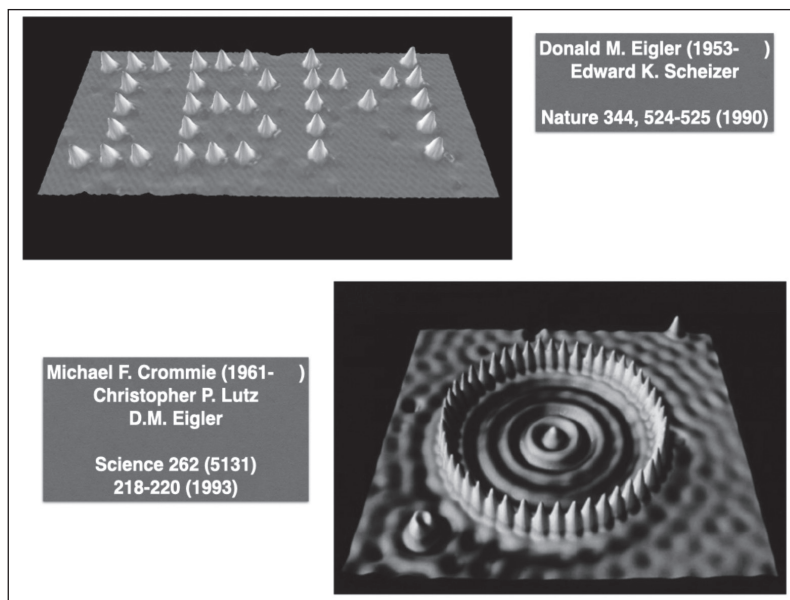 IBM
Donald M. Eigler (1953- )
Edward K. Scheizer
Nature 344, 524-525 (1990)
Michael F. Crommie (1961- )
Christopher P. Lutz
D.M. Eigler
Science 262 (5131)
218-220 (1993)